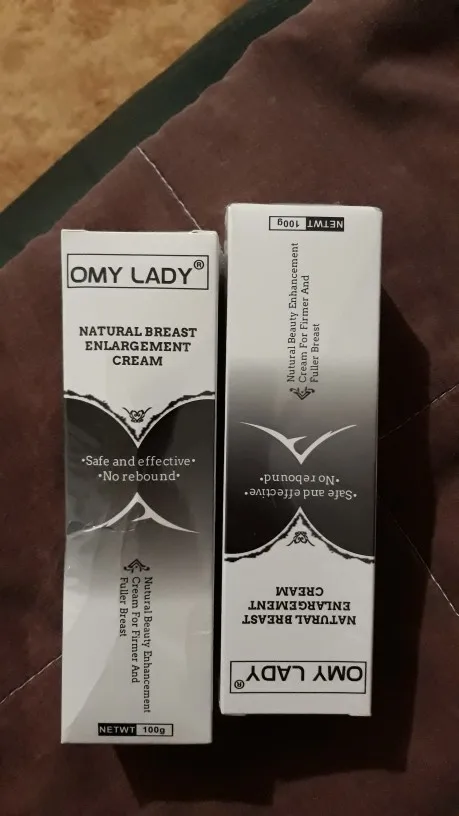 OMY LADY®
NATURAL BREAST
ENLARGEMENT
CREAM
•Safe and effective•
•No rebound•
Nutural Beauty Enhancement
Cream For Firmer And
Fuller Breast
NETWT 100g
OMY LADY®
NATURAL BREAST
ENLARGEMENT
CREAM
•Safe and effective•
•No rebound•
Nutural Beauty Enhancement
Cream For Firmer And
Fuller Breast
NETWT 100g